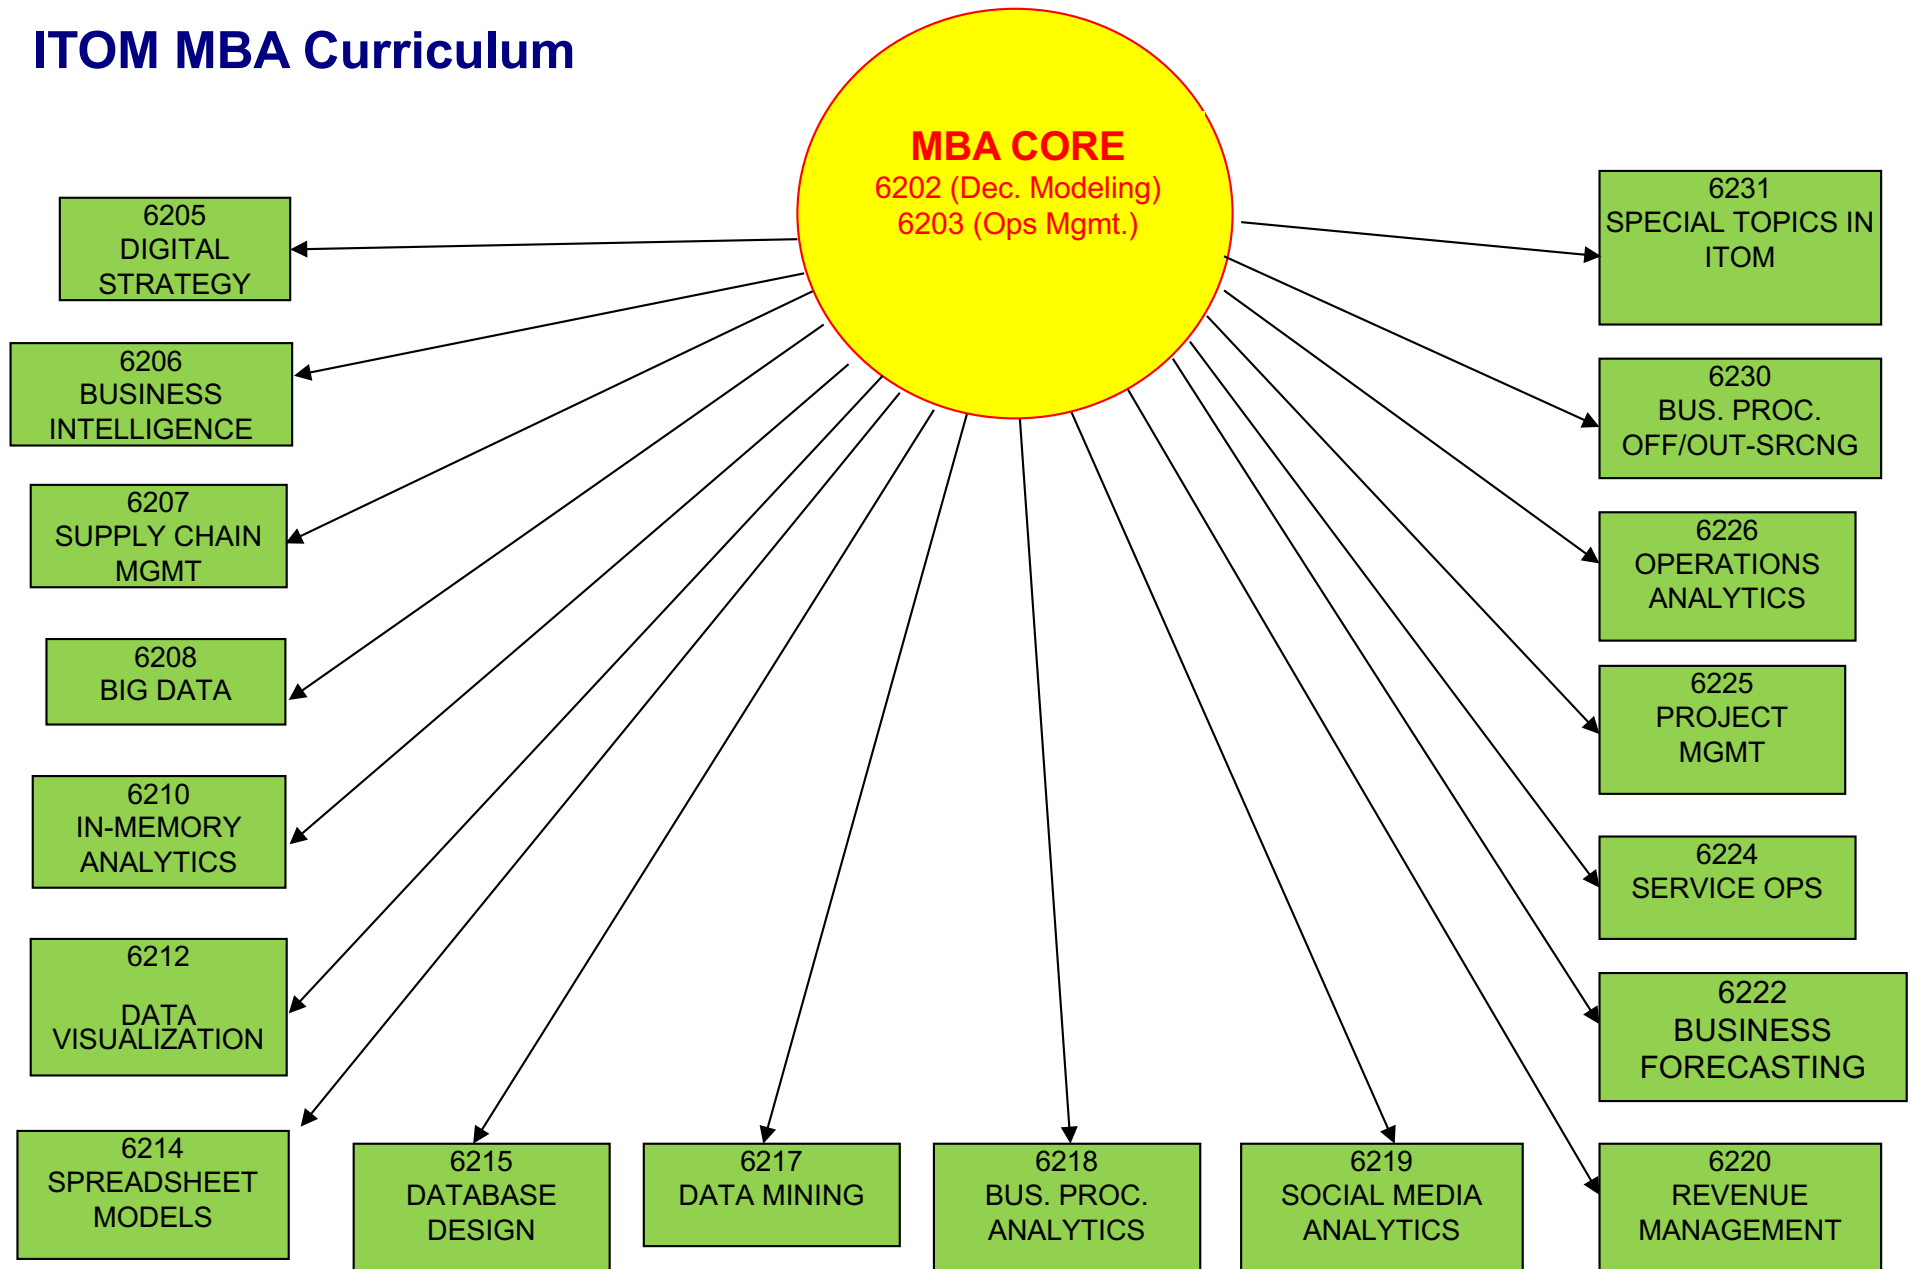 ITOM MBA Curriculum
MBA CORE
6202 (Dec. Modeling)
6203 (Ops Mgmt.)
6205
DIGITAL
STRATEGY
6206
BUSINESS
INTELLIGENCE
6207
SUPPLY CHAIN
MGMT
6208
BIG DATA
6210
IN-MEMORY
ANALYTICS
6212
DATA
VISUALIZATION
6214
SPREADSHEET
MODELS
6215
DATABASE
DESIGN
6217
DATA MINING
6218
BUS. PROC.
ANALYTICS
6219
SOCIAL MEDIA
ANALYTICS
6220
REVENUE
MANAGEMENT
6222
BUSINESS
FORECASTING
6224
SERVICE OPS
6225
PROJECT
MGMT
6226
OPERATIONS
ANALYTICS
6230
BUS. PROC.
OFF/OUT-SRCNG
6231
SPECIAL TOPICS IN
ITOM